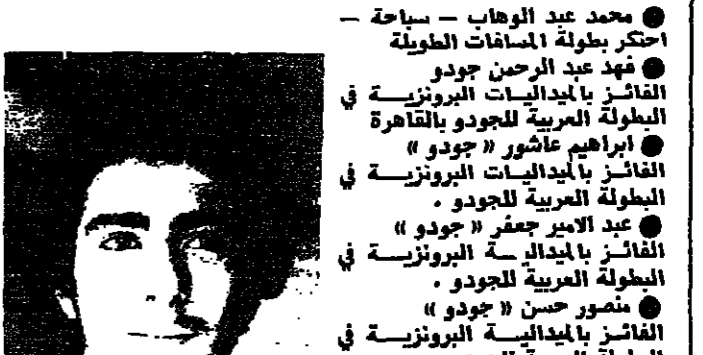 ● محمد عبد الوهاب — سباحة —
احتكر بطولة المسافات الطويلة
● فهد عبد الرحمن جودو
الفائز بالميداليات البرونزية في
البطولة العربية للجودو بالقاهرة
● ابراهيم عاشور « جودو »
الفائز بالميداليات البرونزية في
البطولة العربية للجودو .
● عبد الامير جعفر « جودو »
الفائز بالميدالية البرونزية في
البطولة العربية للجودو .
● منصور حسن « جودو »
الفائز بالميدالية البرونزية في